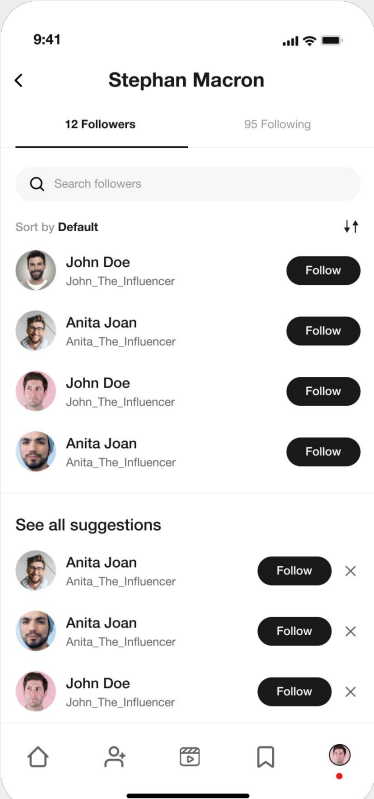 9:41
Stephan Macron
12 Followers 95 Following
Search followers
Sort by Default
John Doe
John_The_Influencer
Follow
Anita Joan
Anita_The_Influencer
Follow
John Doe
John_The_Influencer
Follow
Anita Joan
Anita_The_Influencer
Follow
See all suggestions
Anita Joan
Anita_The_Influencer
Follow
Anita Joan
Anita_The_Influencer
Follow
John Doe
John_The_Influencer
Follow